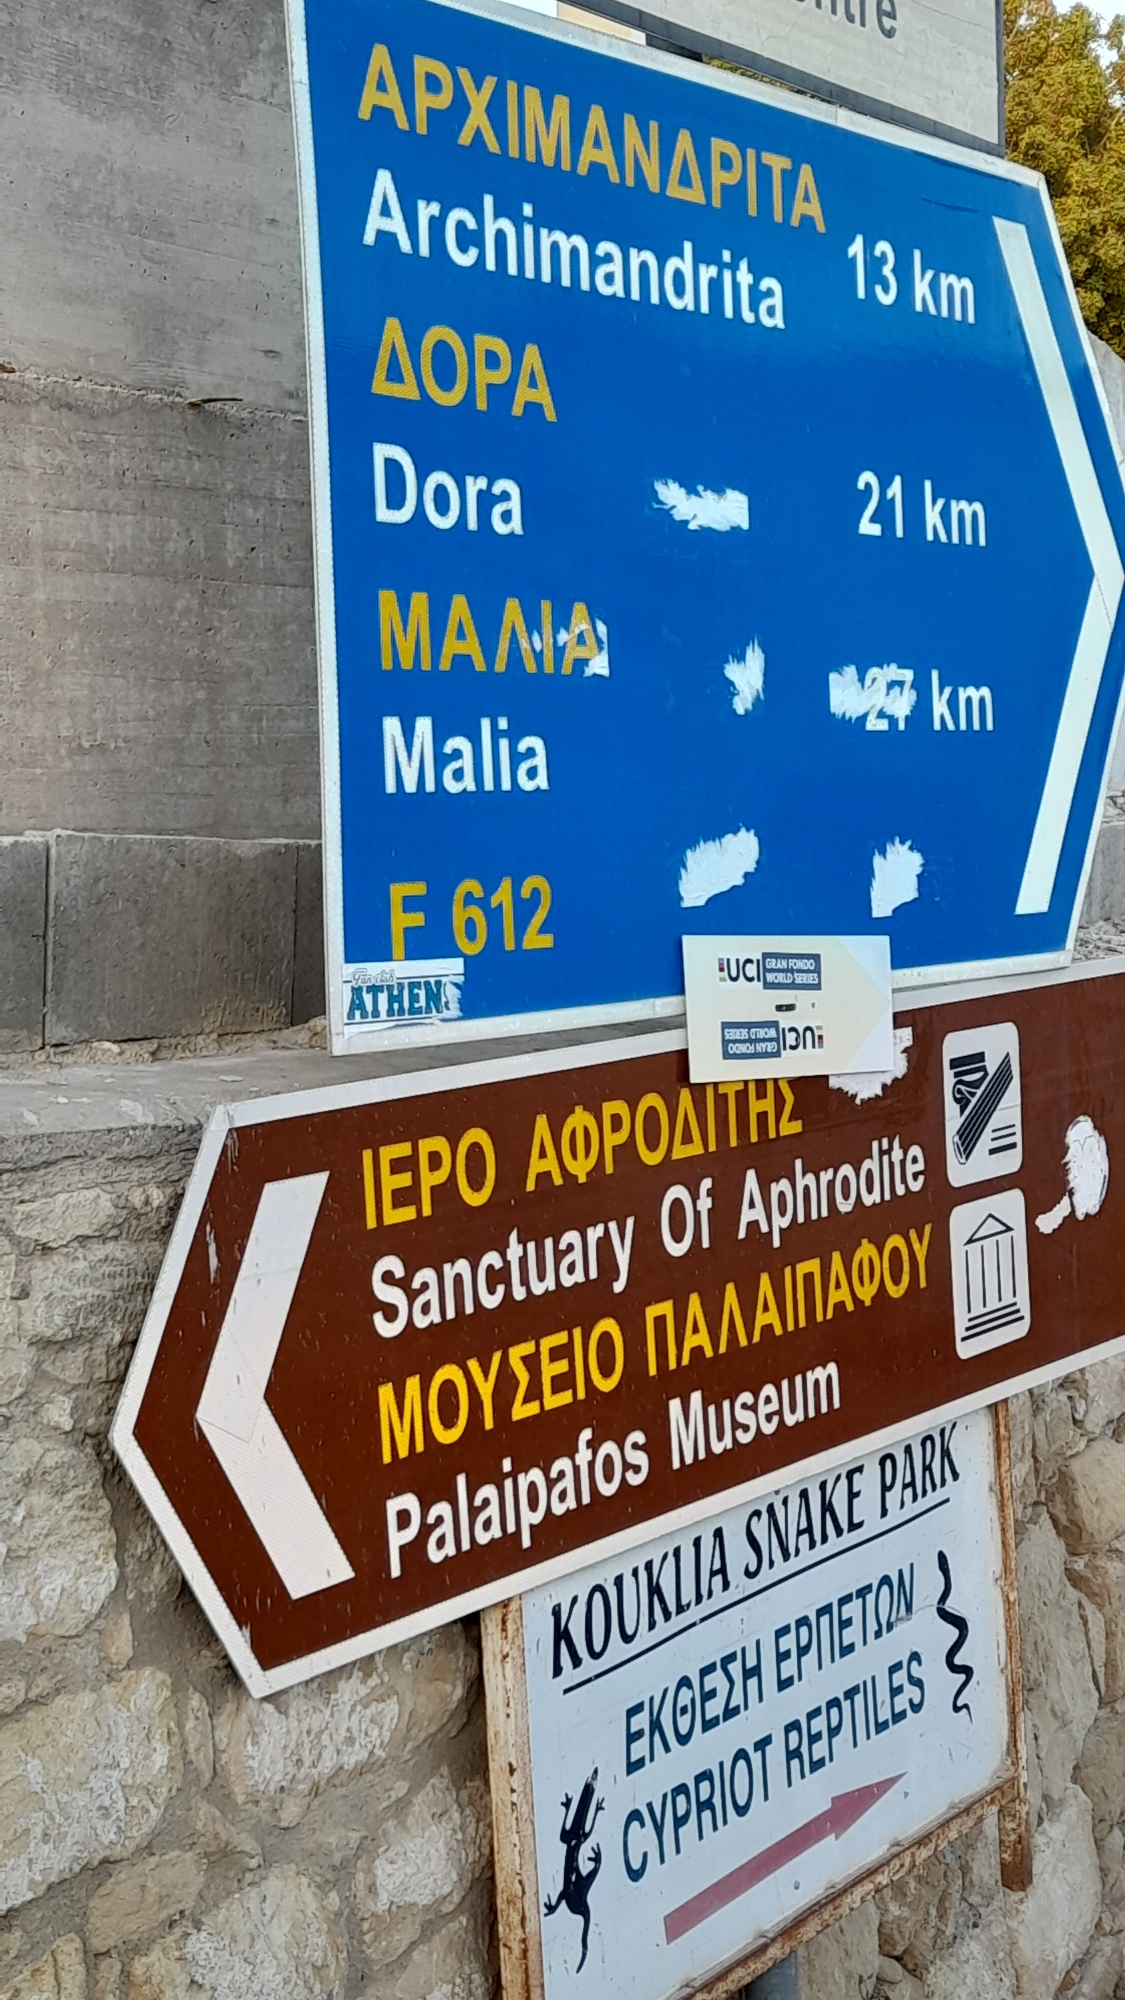 ΑΡΧΙΜΑΝΔΡΙΤΑ
Archimandrita 13 km
ΔΟΡΑ
Dora 21 km
ΜΑΛΙΑ
Malia 27 km
F 612
Fan club
ATHENS
UCI GRAN FONDO
WORLD SERIES
UCI GRAN FONDO
WORLD SERIES
ΙΕΡΟ ΑΦΡΟΔΙΤΗΣ
Sanctuary Of Aphrodite
ΜΟΥΣΕΙΟ ΠΑΛΑΙΠΑΦΟΥ
Palaipafos Museum
KOUKLIA SNAKE PARK
ΕΚΘΕΣΗ ΕΡΠΕΤΩΝ
CYPRIOT REPTILES